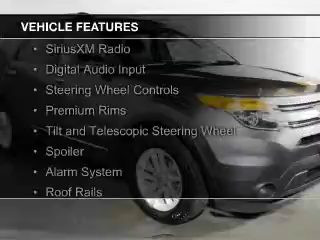 VEHICLE FEATURES
• SiriusXM Radio
• Digital Audio Input
• Steering Wheel Controls
• Premium Rims
• Tilt and Telescopic Steering Wheel
• Spoiler
• Alarm System
• Roof Rails